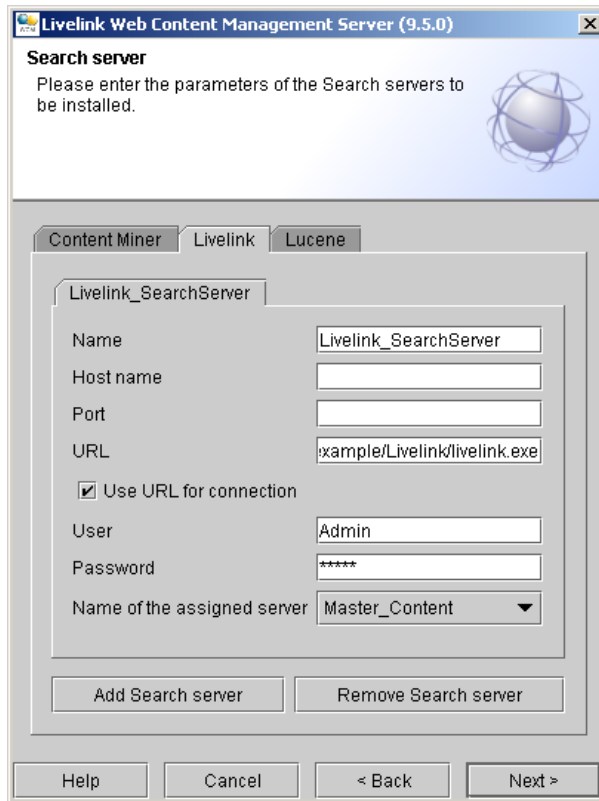 Livelink Web Content Management Server (9.5.0)
Search server
Please enter the parameters of the Search servers to
be installed.
Content Miner Livelink Lucene
Livelink_SearchServer
Name Livelink_SearchServer
Host name
Port
URL xample/Livelink/livelink.exe
Use URL for connection
User Admin
Password *****
Name of the assigned server Master_Content
Add Search server Remove Search server
Help Cancel < Back Next >